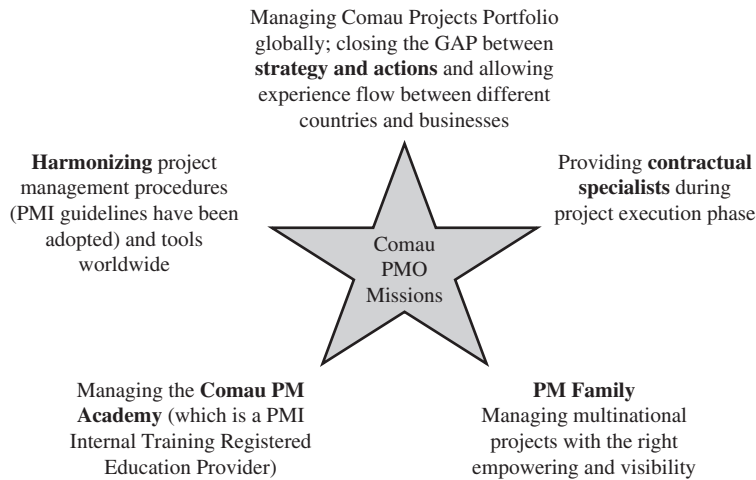 Managing Comau Projects Portfolio
globally; closing the GAP between
strategy and actions and allowing
experience flow between different
countries and businesses
Harmonizing project
management procedures
(PMI guidelines have been
adopted) and tools
worldwide
Providing contractual
specialists during
project execution phase
Comau
PMO
Missions
Managing the Comau PM
Academy (which is a PMI
Internal Training Registered
Education Provider)
PM Family
Managing multinational
projects with the right
empowering and visibility